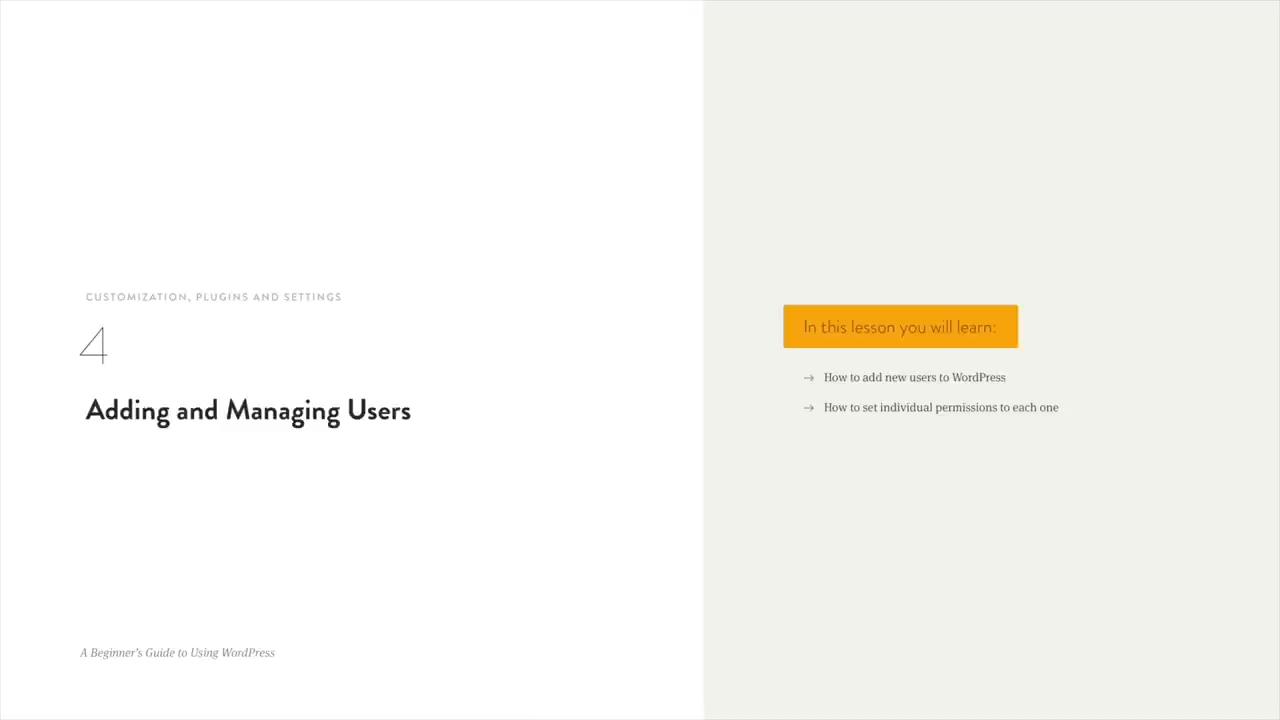 CUSTOMIZATION, PLUGINS AND SETTINGS
4
Adding and Managing Users
A Beginner's Guide to Using WordPress
In this lesson you will learn:
→ How to add new users to WordPress
→ How to set individual permissions to each one